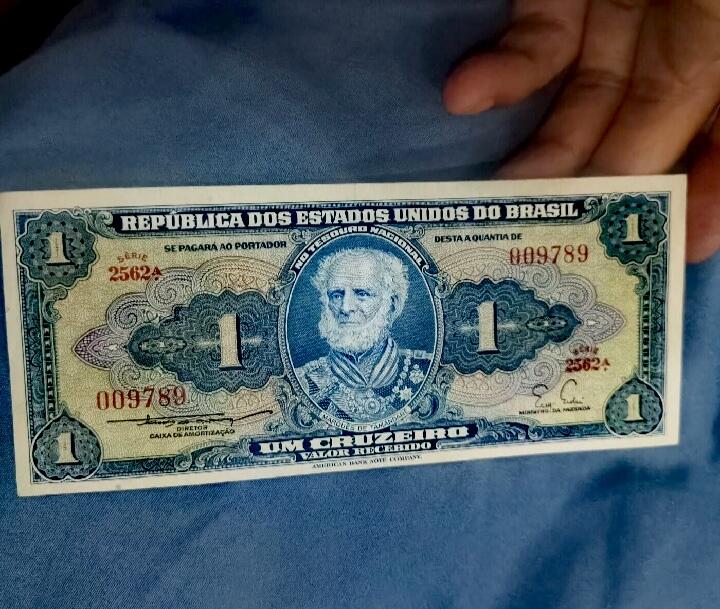 REPÚBLICA DOS ESTADOS UNIDOS DO BRASIL
1
1
SE PAGARÁ AO PORTADOR
NO TESOURO NACIONAL
DESTA A QUANTIA DE
SÉRIE
2562ª
009789
1
1
009789
SÉRIE
2562ª
DIRETOR
CAIXA DE AMORTIZAÇÃO
MARQUÊS DE TAMANDARÉ
MINISTRO DA FAZENDA
1
1
UM CRUZEIRO
VALOR RECEBIDO
AMERICAN BANK NOTE COMPANY.